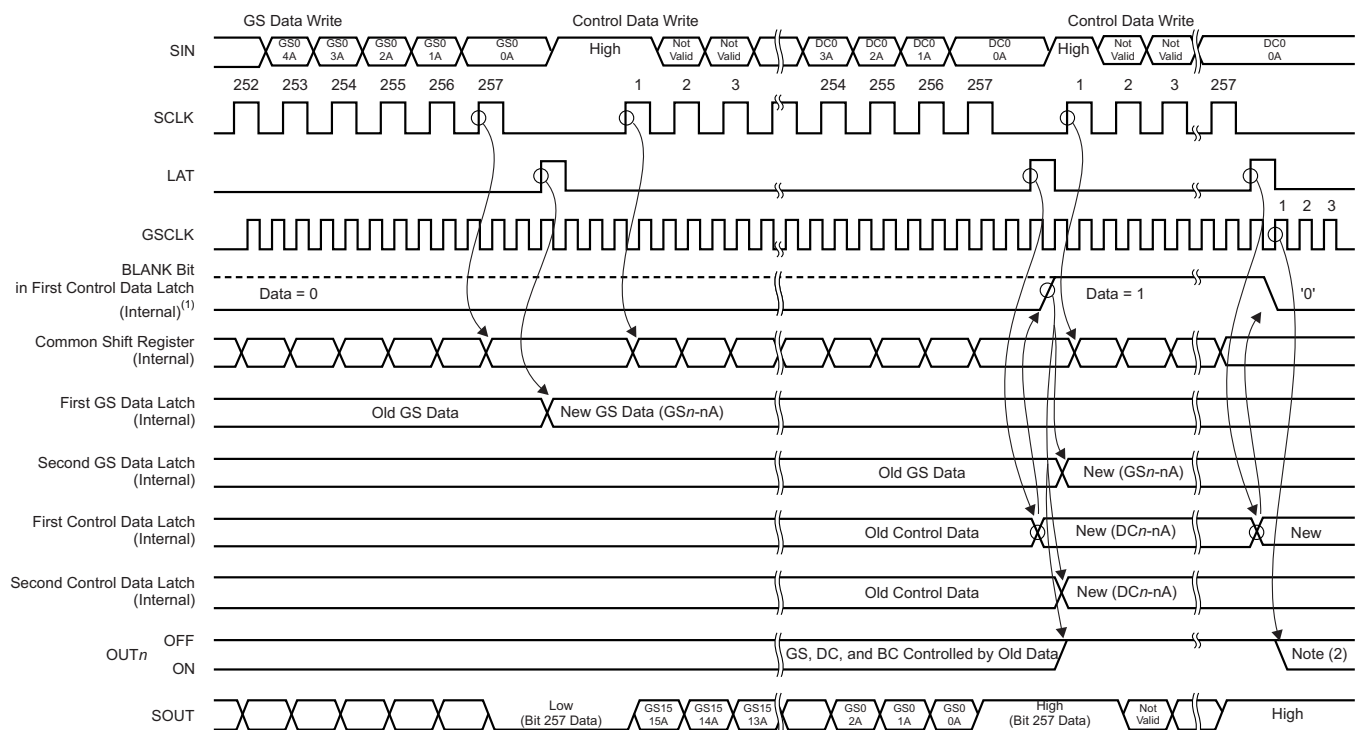 GS Data Write
Control Data Write
Control Data Write
SIN
GS0
4A
GS0
3A
GS0
2A
GS0
1A
GS0
0A
High
Not
Valid
Not
Valid
DC0
3A
DC0
2A
DC0
1A
DC0
0A
High
Not
Valid
Not
Valid
DC0
0A
252 253 254 255 256 257 1 2 3 254 255 256 257 1 2 3 257
SCLK
LAT
1 2 3
GSCLK
BLANK Bit
in First Control Data Latch
(Internal)(1)
Data = 0
Data = 1
'0'
Common Shift Register
(Internal)
First GS Data Latch
(Internal)
Old GS Data
New GS Data (GSn-nA)
Second GS Data Latch
(Internal)
Old GS Data
New (GSn-nA)
First Control Data Latch
(Internal)
Old Control Data
New (DCn-nA)
New
Second Control Data Latch
(Internal)
Old Control Data
New (DCn-nA)
OUTn
OFF
ON
GS, DC, and BC Controlled by Old Data
Note (2)
SOUT
Low
(Bit 257 Data)
GS15
15A
GS15
14A
GS15
13A
GS0
2A
GS0
1A
GS0
0A
High
(Bit 257 Data)
Not
Valid
High